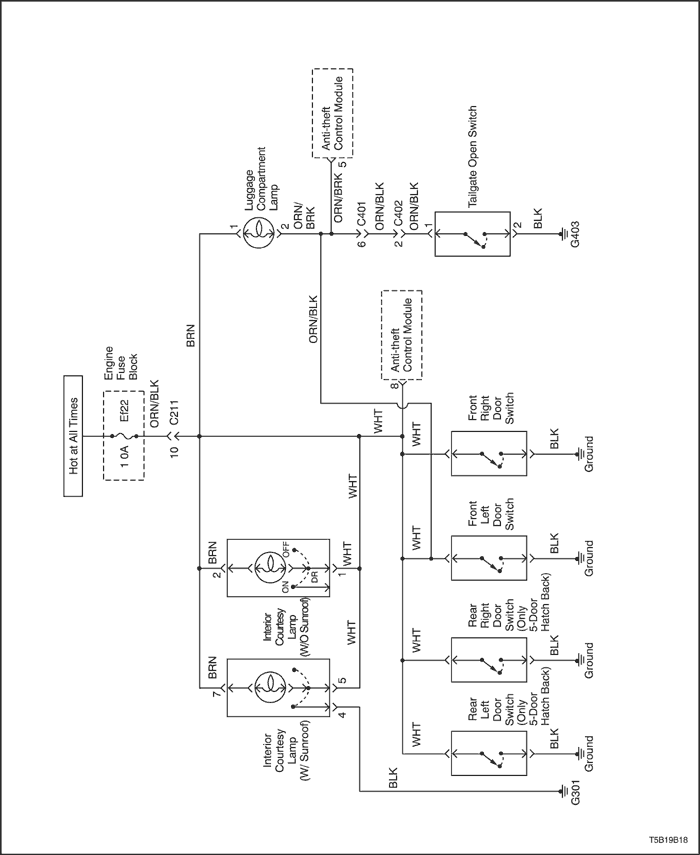 Hot at All Times
Engine
Fuse
Block
Ef22
1 0A
ORN/BLK
10
C211
BRN
1
Luggage
Compartment
Lamp
2
ORN/
BRK
Anti-theft
Control Module
5
ORN/BRK
6
C401
ORN/BLK
2
C402
ORN/BLK
1
Tailgate Open Switch
2
BLK
G403
ORN/BLK
Anti-theft
Control Module
8
WHT
WHT
Front
Right
Door
Switch
BLK
Ground
WHT
BRN
2
OFF
ON
DR
1
WHT
Interior
Courtesy
Lamp
(W/O Sunroof)
WHT
Front
Left
Door
Switch
BLK
Ground
WHT
BRN
7
5
4
Interior
Courtesy
Lamp
(W/ Sunroof)
WHT
Rear
Right
Door
Switch
(Only
5-Door
Hatch Back)
BLK
Ground
WHT
Rear
Left
Door
Switch
(Only
5-Door
Hatch Back)
BLK
Ground
BLK
G301
T5B19B18